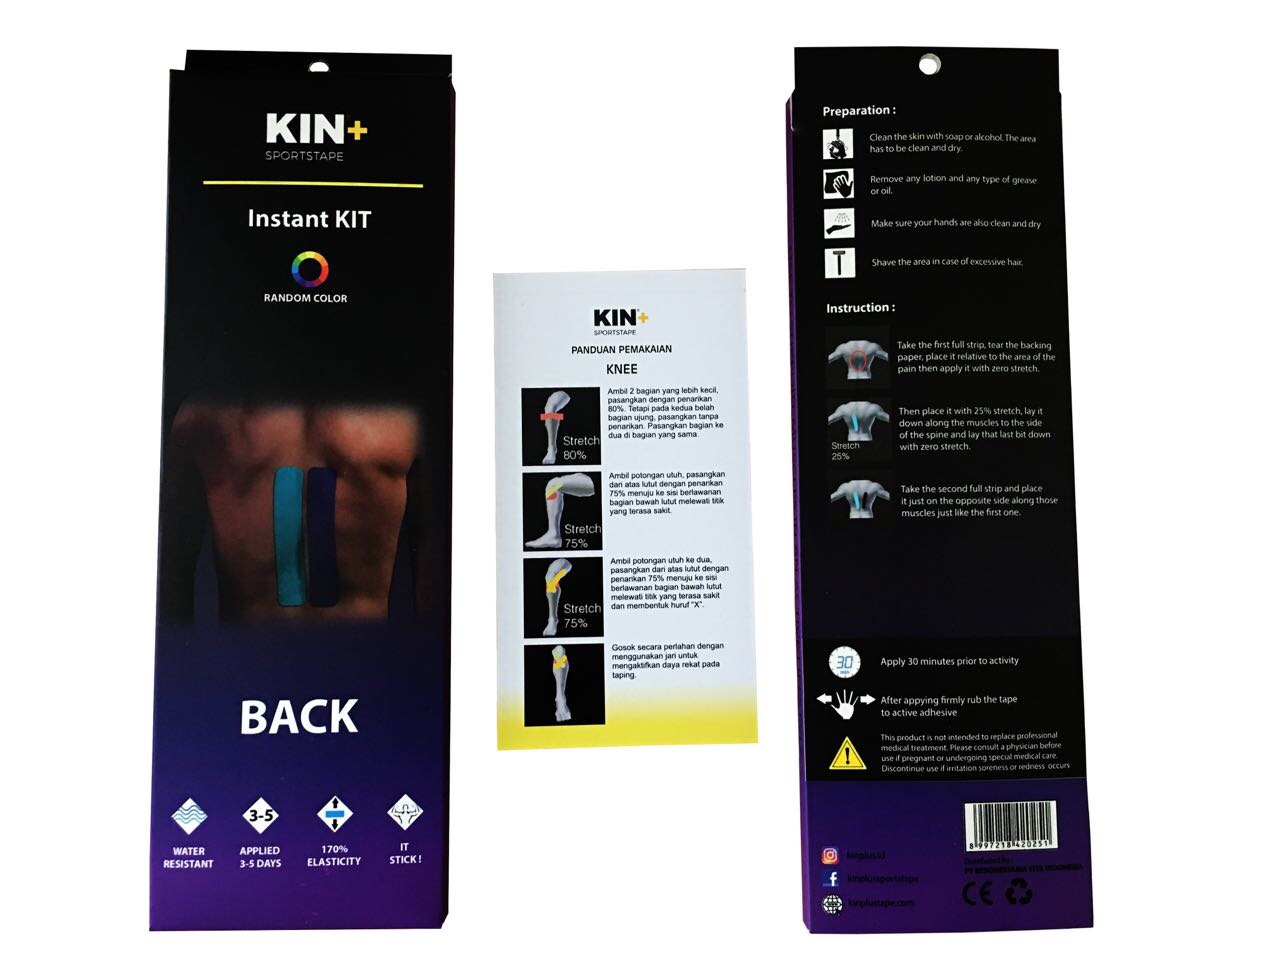 KIN+
SPORTSTAPE
Instant KIT
RANDOM COLOR
BACK
WATER
RESISTANT
3-5
APPLIED
3-5 DAYS
170%
ELASTICITY
IT
STICK!
KIN+
SPORTSTAPE
PANDUAN PEMAKAIAN
KNEE
Stretch
80%
Ambil 2 bagian yang lebih kecil,
pasangkan dengan penarikan
80%. Tetapi pada kedua belah
bagian ujung, pasangkan tanpa
penarikan. Pasangkan bagian ke
dua di bagian yang sama.
Stretch
75%
Ambil potongan utuh, pasangkan
dari atas lutut dengan penarikan
75% menuju ke sisi berlawanan
bagian bawah lutut melewati titik
yang terasa sakit.
Stretch
75%
Ambil potongan utuh ke dua,
pasangkan dari atas lutut dengan
penarikan 75% menuju ke sisi
berlawanan bagian bawah lutut
melewati titik yang terasa sakit
dan membentuk huruf "X".
Gosok secara perlahan dengan
menggunakan jari untuk
mengaktifkan daya rekat pada
taping.
Preparation :
Clean the skin with soap or alcohol. The area
has to be clean and dry.
Remove any lotion and any type of grease
or oil.
Make sure your hands are also clean and dry
Shave the area in case of excessive hair.
Instruction :
Take the first full strip, tear the backing
paper, place it relative to the area of the
pain then apply it with zero stretch.
Stretch
25%
Then place it with 25% stretch, lay it
down along the muscles to the side
of the spine and lay that last bit down
with zero stretch.
Take the second full strip and place
it just on the opposite side along those
muscles just like the first one.
30
min
Apply 30 minutes prior to activity
After appying firmly rub the tape
to active adhesive
This product is not intended to replace professional
medical treatment. Please consult a physician before
use if pregnant or undergoing special medical care.
Discontinue use if irritation soreness or redness occurs
8 997218 420251
kinplus.id
kinplussportstape
kinplustape.com
Distributed By :
VITA INDONESIA
CE